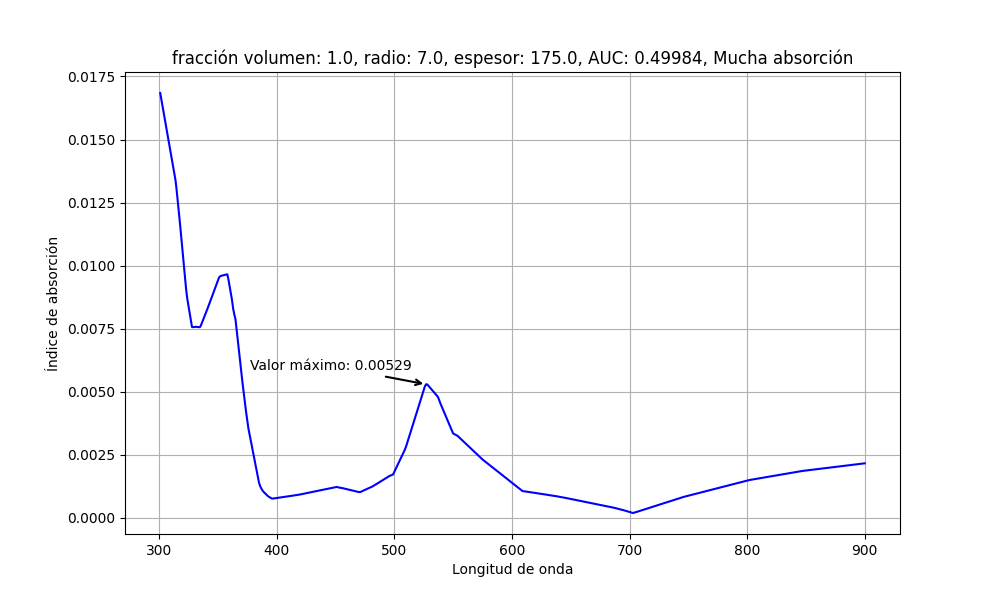 fracción volumen: 1.0, radio: 7.0, espesor: 175.0, AUC: 0.49984, Mucha absorción
0.0175
0.0150
0.0125
0.0100
0.0075
0.0050
0.0025
0.0000
Índice de absorción
Valor máximo: 0.00529
300 400 500 600 700 800 900
Longitud de onda